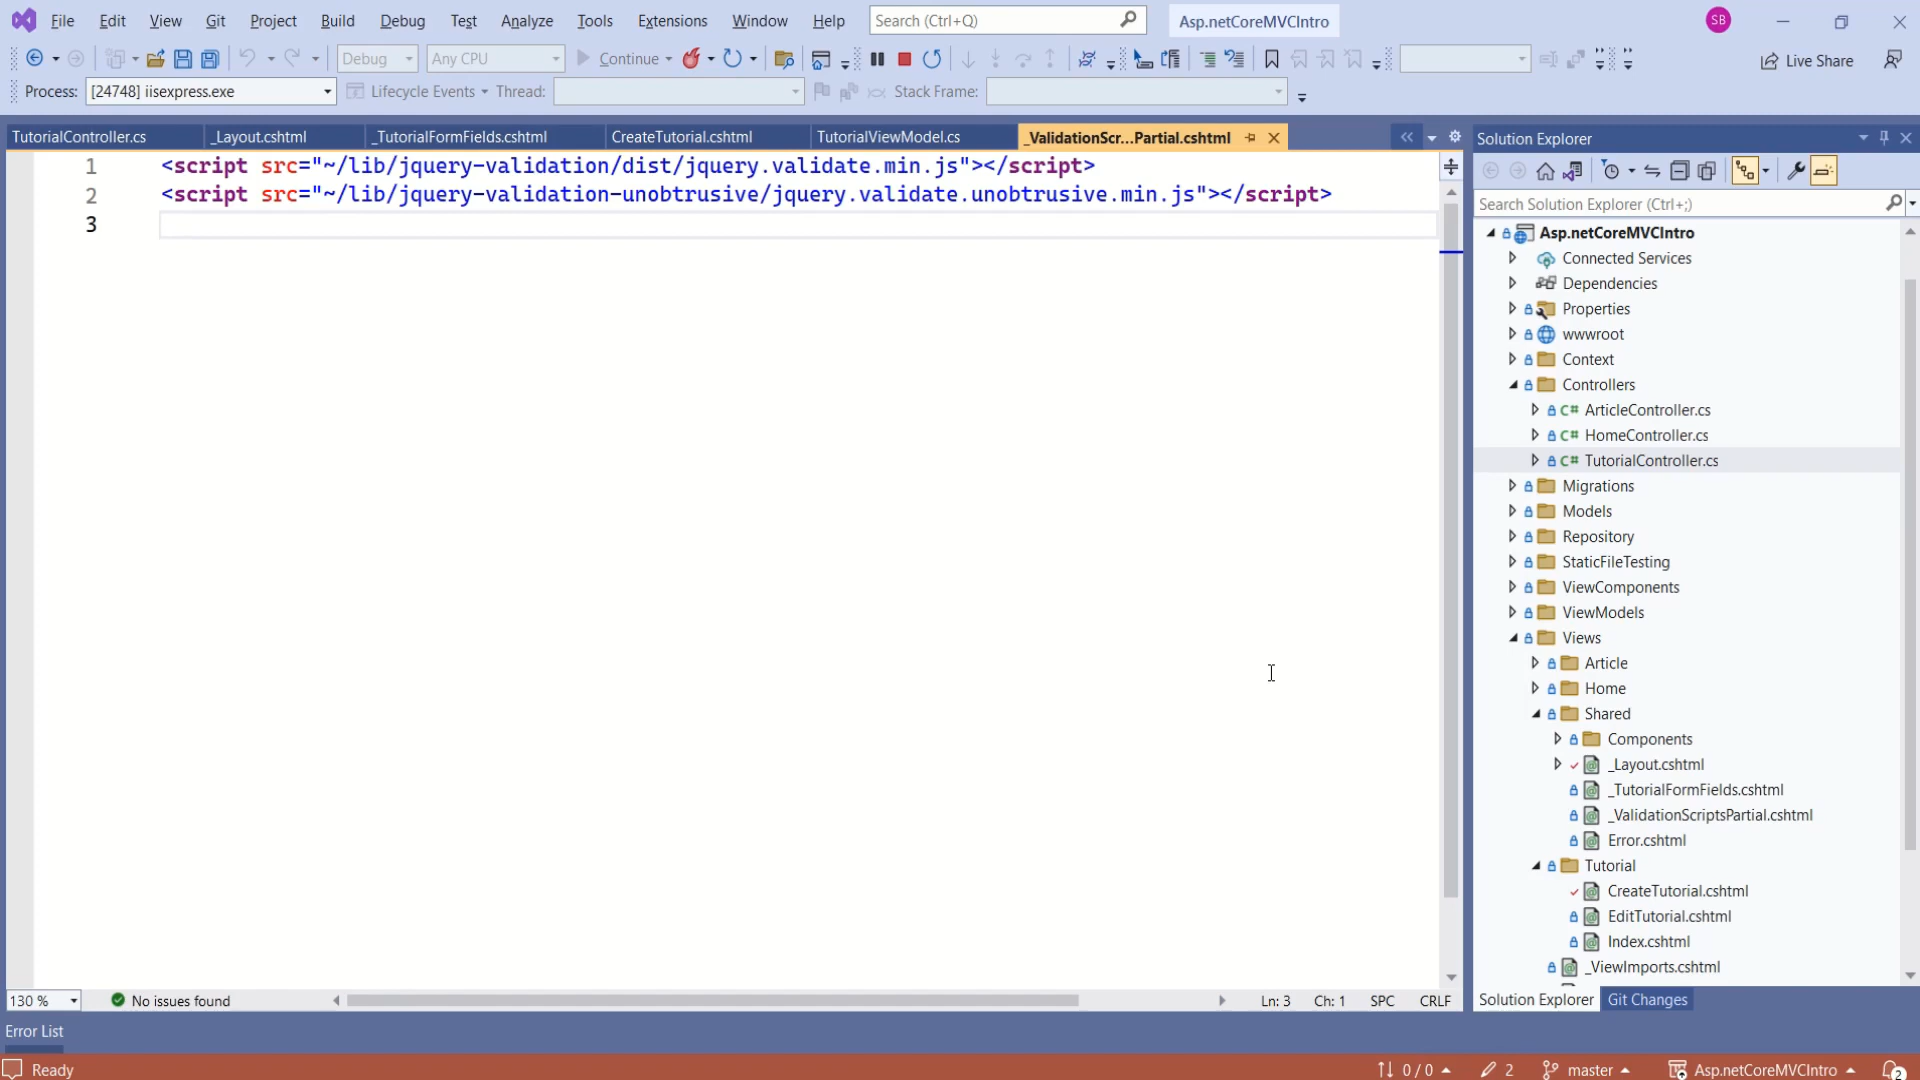 File Edit View Git Project Build Debug Test Analyze Tools Extensions Window Help Search (Ctrl+Q) Asp.netCoreMVCIntro SB
Debug Any CPU Continue Live Share
Process: [24748] iisexpress.exe Lifecycle Events Thread: Stack Frame:
TutorialController.cs _Layout.cshtml _TutorialFormFields.cshtml CreateTutorial.cshtml TutorialViewModel.cs _ValidationScr...Partial.cshtml
1 <script src="~/lib/jquery-validation/dist/jquery.validate.min.js"></script>
2 <script src="~/lib/jquery-validation-unobtrusive/jquery.validate.unobtrusive.min.js"></script>
3
130 % No issues found Ln: 3 Ch: 1 SPC CRLF
Solution Explorer
Search Solution Explorer (Ctrl+;)
Asp.netCoreMVCIntro
Connected Services
Dependencies
Properties
wwwroot
Context
Controllers
C# ArticleController.cs
C# HomeController.cs
C# TutorialController.cs
Migrations
Models
Repository
StaticFileTesting
ViewComponents
ViewModels
Views
Article
Home
Shared
Components
_Layout.cshtml
_TutorialFormFields.cshtml
_ValidationScriptsPartial.cshtml
Error.cshtml
Tutorial
CreateTutorial.cshtml
EditTutorial.cshtml
Index.cshtml
_ViewImports.cshtml
Solution Explorer Git Changes
Error List
Ready 0 / 0 2 master Asp.netCoreMVCIntro 2